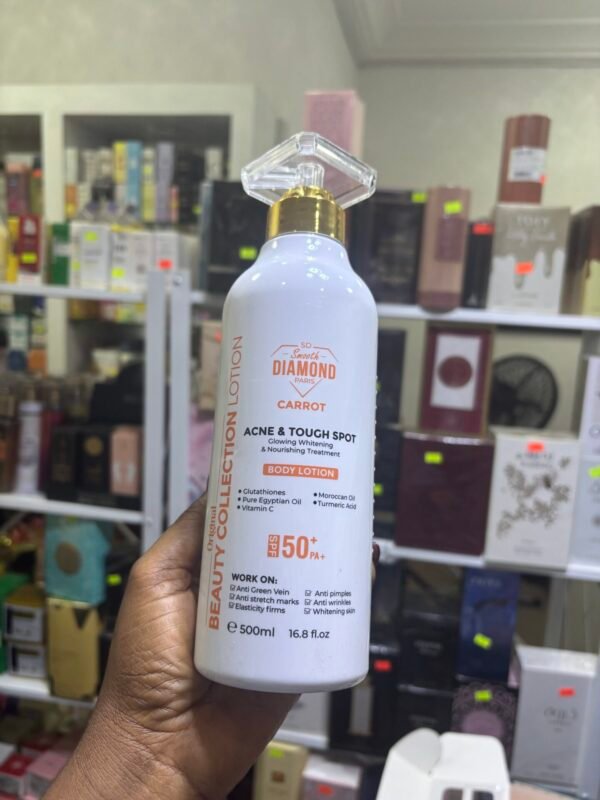 SO
Smooth
DIAMOND
PARIS
CARROT
ACNE & TOUGH SPOT
Glowing Whitening
& Nourishing Treatment
BODY LOTION
• Glutathiones
• Pure Egyptian Oil
• Vitamin C
• Moroccan Oil
• Turmeric Acid
SPF 50+
PA+
WORK ON:
☑ Anti Green Vein
☑ Anti stretch marks
☑ Elasticity firms
☑ Anti pimples
☑ Anti wrinkles
☑ Whitening skin
e 500ml 16.8 fl.oz
Original
BEAUTY COLLECTION LOTION